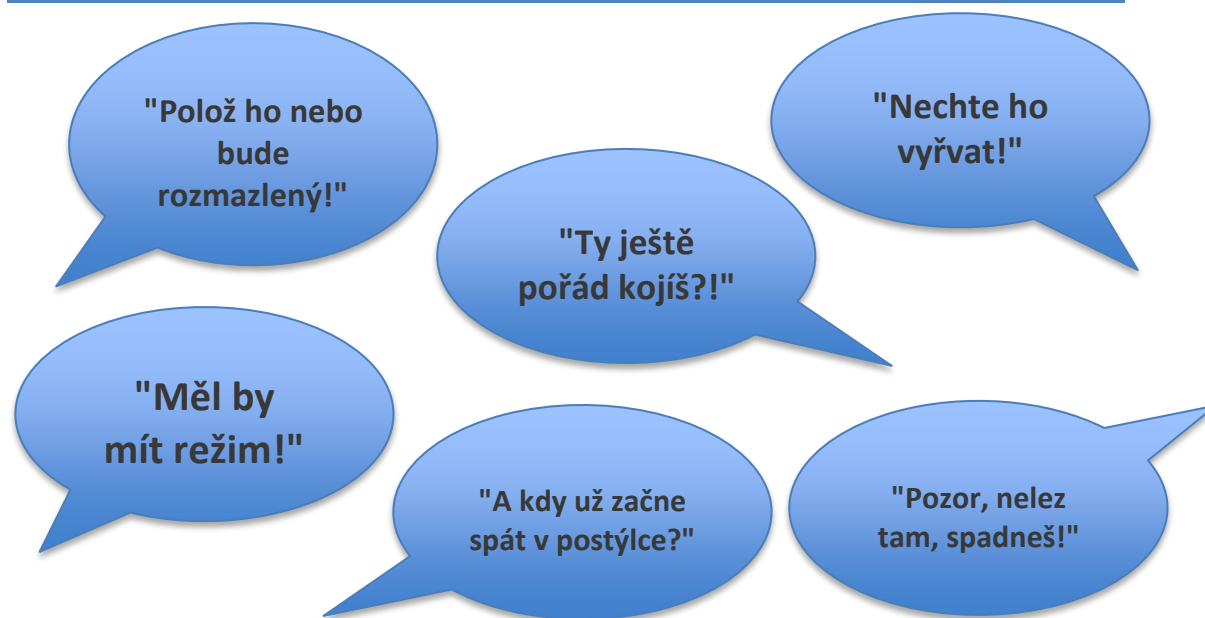 "Polož ho nebo
bude
rozmazlený!"
"Nechte ho
vyřvat!"
"Ty ještě
pořád kojíš?!"
"Měl by
mít režim!"
"A kdy už začne
spát v postýlce?"
"Pozor, nelez
tam, spadneš!"